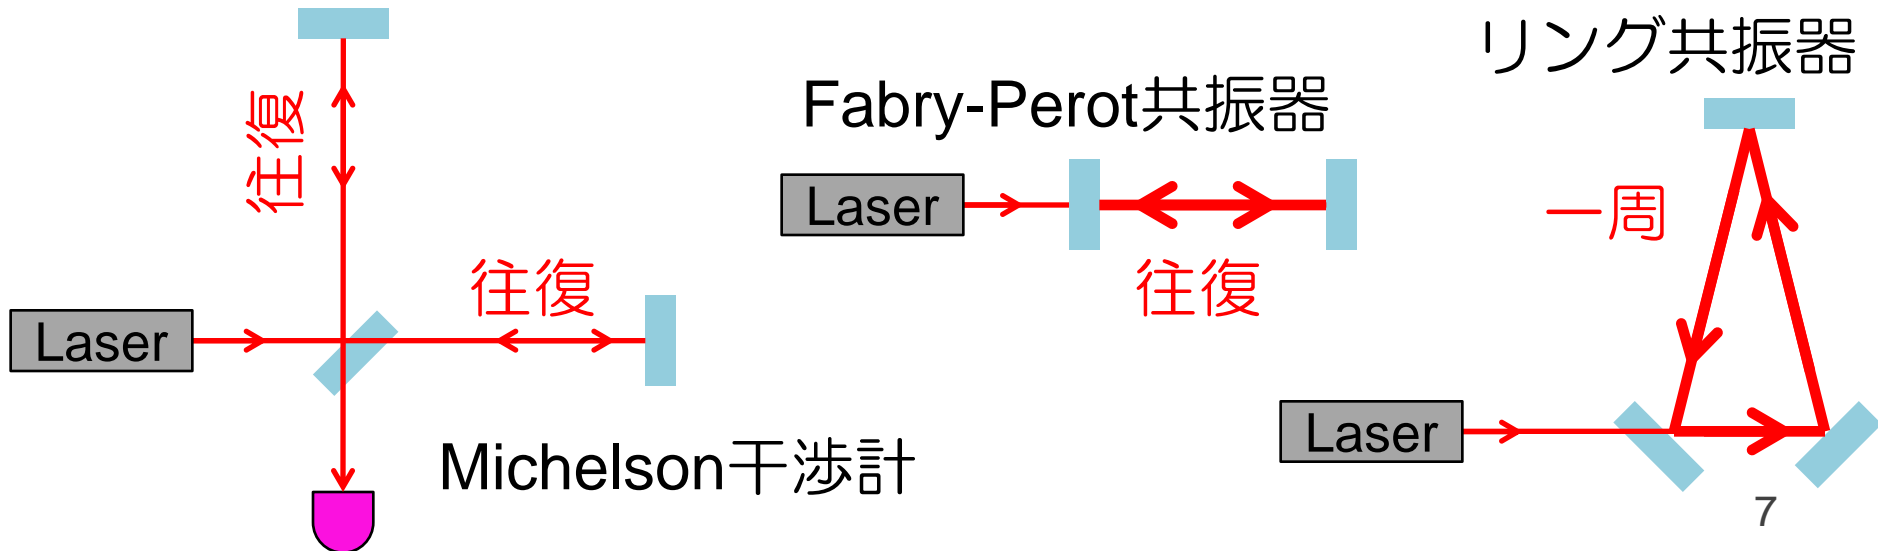 往復
往復
Laser
Michelson干渉計
Fabry-Perot共振器
Laser
往復
リング共振器
一周
Laser
7